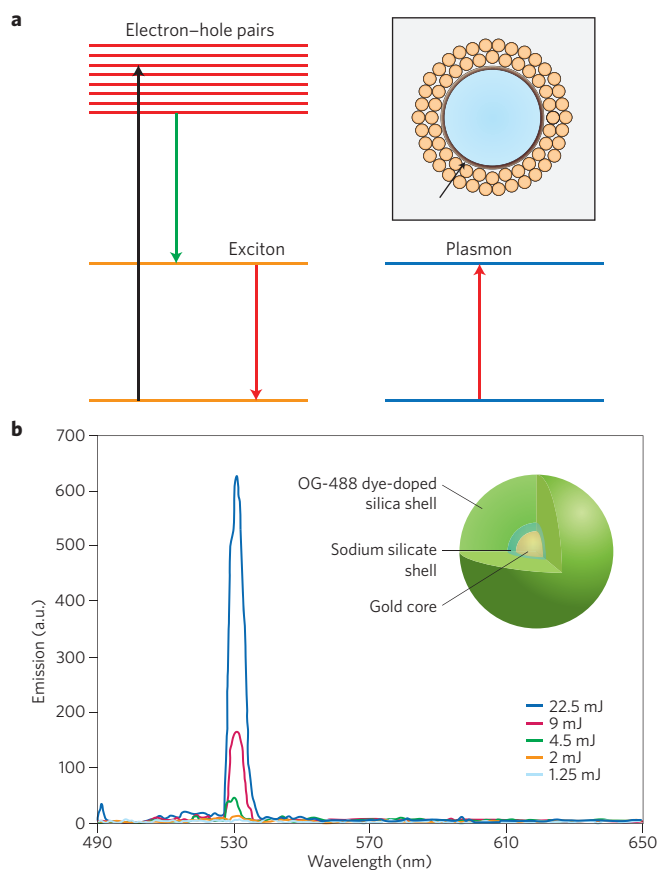 a
Electron–hole pairs
Exciton
Plasmon
b
700
600
500
400
300
200
100
0
Emission (a.u.)
490
530
570
610
650
Wavelength (nm)
OG-488 dye-doped
silica shell
Sodium silicate
shell
Gold core
22.5 mJ
9 mJ
4.5 mJ
2 mJ
1.25 mJ